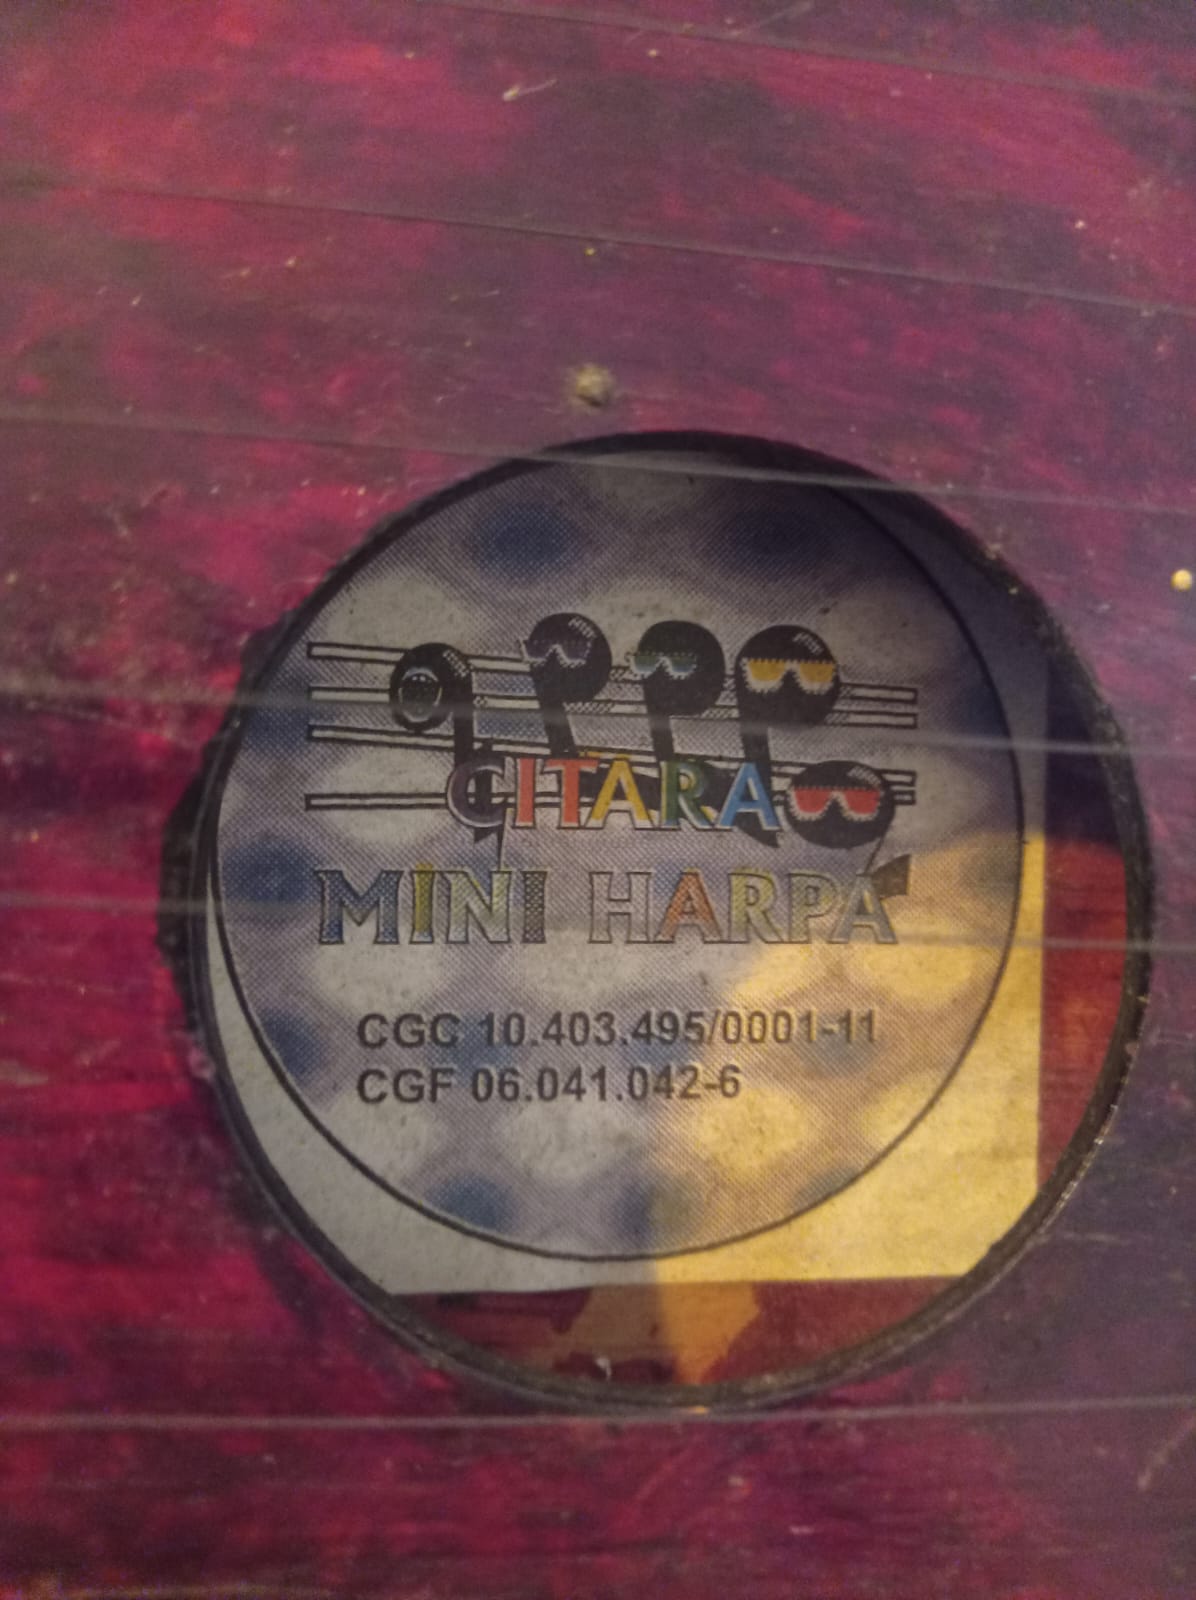 CITARA
MINI HARPA
CGC 10.403.495/0001-11
CGF 06.041.042-6